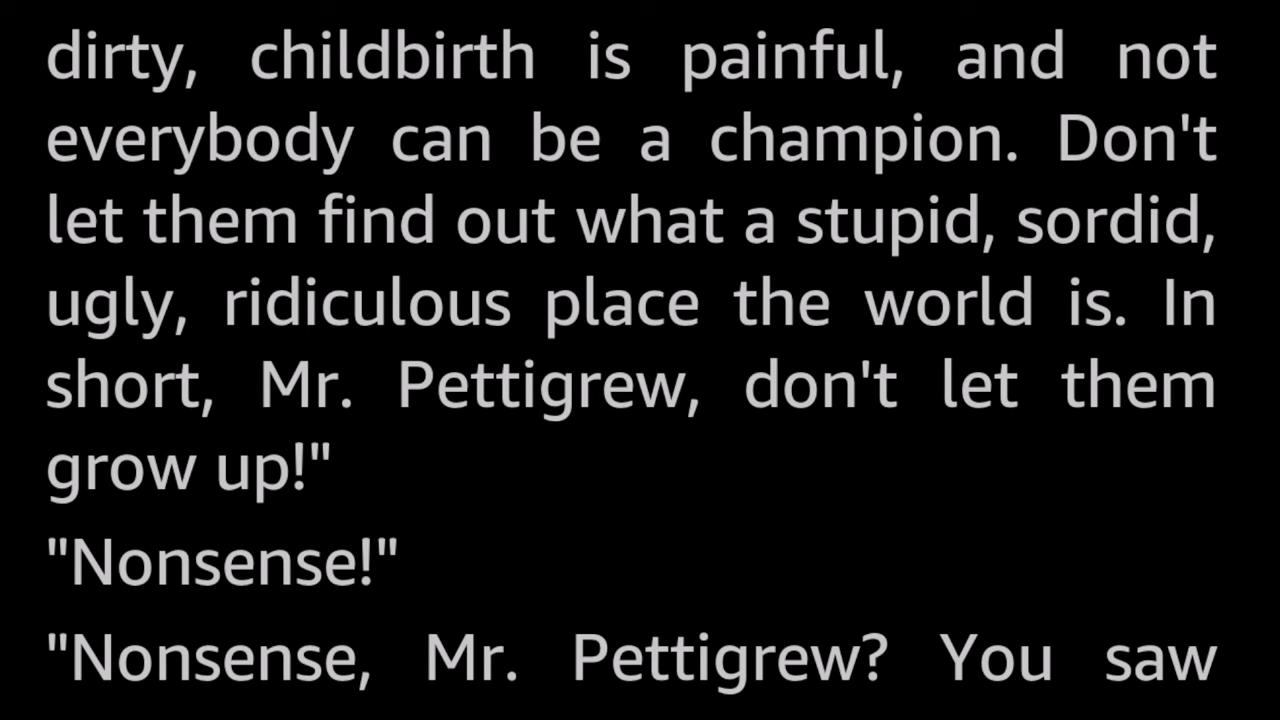 dirty, childbirth is painful, and not
everybody can be a champion. Don't
let them find out what a stupid, sordid,
ugly, ridiculous place the world is. In
short, Mr. Pettigrew, don't let them
grow up!"
"Nonsense!"
"Nonsense, Mr. Pettigrew? You saw